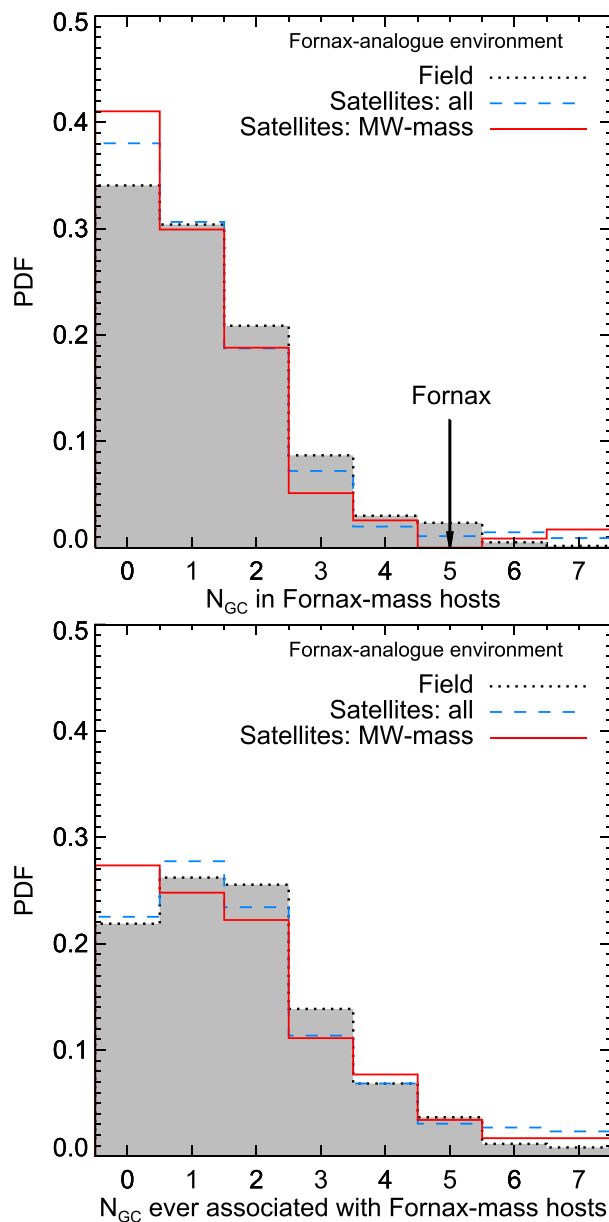 0.5
0.4
0.3
0.2
0.1
0.0
PDF
Fornax-analogue environment
Field
Satellites: all
Satellites: MW-mass
Fornax
0 1 2 3 4 5 6 7
N_GC in Fornax-mass hosts
0.5
0.4
0.3
0.2
0.1
0.0
PDF
Fornax-analogue environment
Field
Satellites: all
Satellites: MW-mass
0 1 2 3 4 5 6 7
N_GC ever associated with Fornax-mass hosts